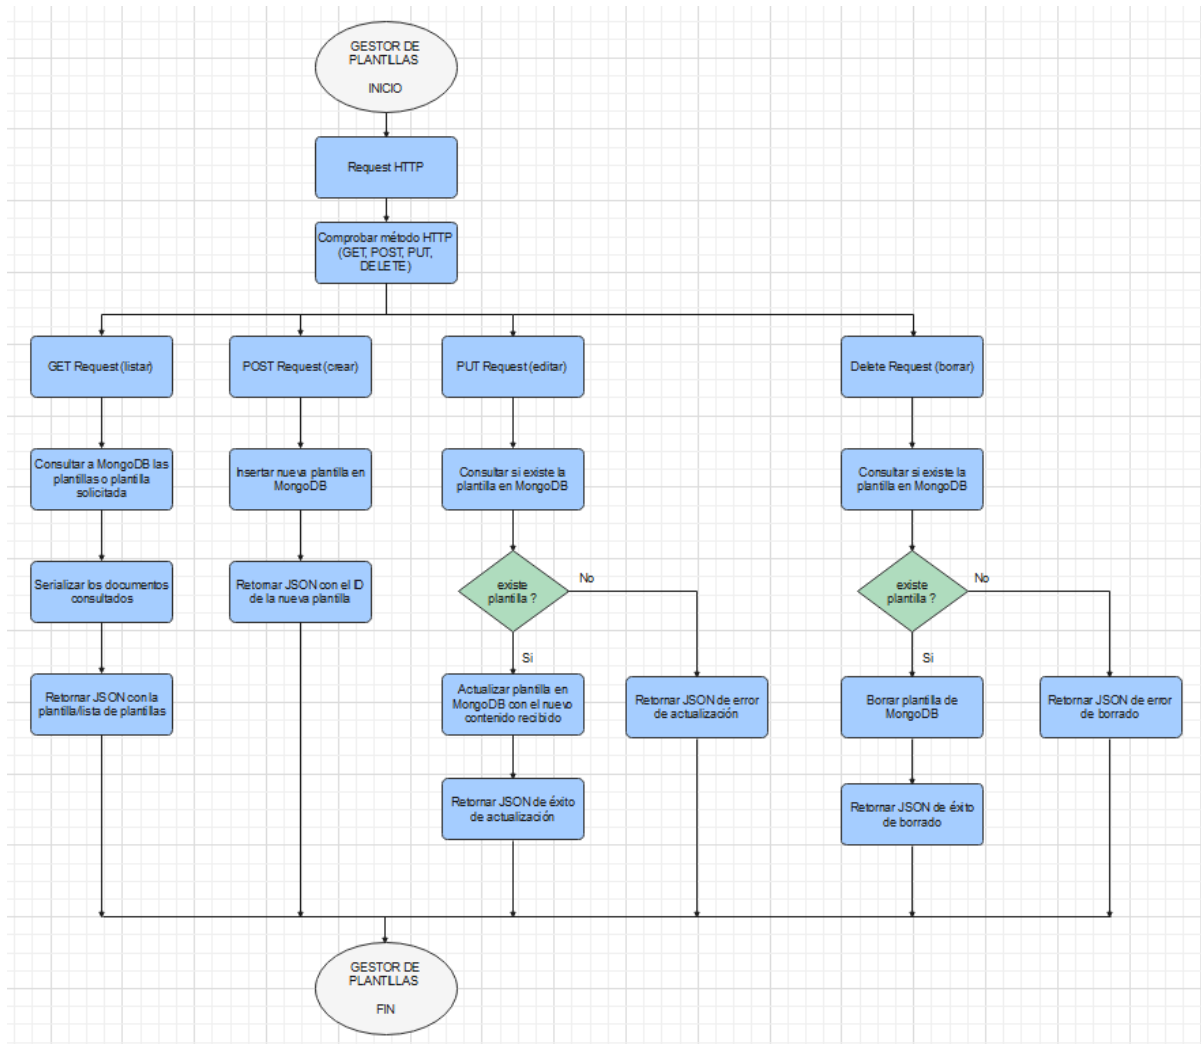 GESTOR DE
PLANTILLAS
INICIO
Request HTTP
Comprobar método HTTP
(GET, POST, PUT,
DELETE)
GET Request (listar)
POST Request (crear)
PUT Request (editar)
Delete Request (borrar)
Consultar a MongoDB las
plantillas o plantilla
solicitada
Insertar nueva plantilla en
MongoDB
Consultar si existe la
plantilla en MongoDB
Consultar si existe la
plantilla en MongoDB
Serializar los documentos
consultados
Retornar JSON con el ID
de la nueva plantilla
existe
plantilla ?
No
existe
plantilla ?
No
Si
Si
Retornar JSON con la
plantilla/lista de plantillas
Actualizar plantilla en
MongoDB con el nuevo
contenido recibido
Retornar JSON de error
de actualización
Borrar plantilla de
MongoDB
Retornar JSON de error
de borrado
Retornar JSON de éxito
de actualización
Retornar JSON de éxito
de borrado
GESTOR DE
PLANTILLAS
FIN